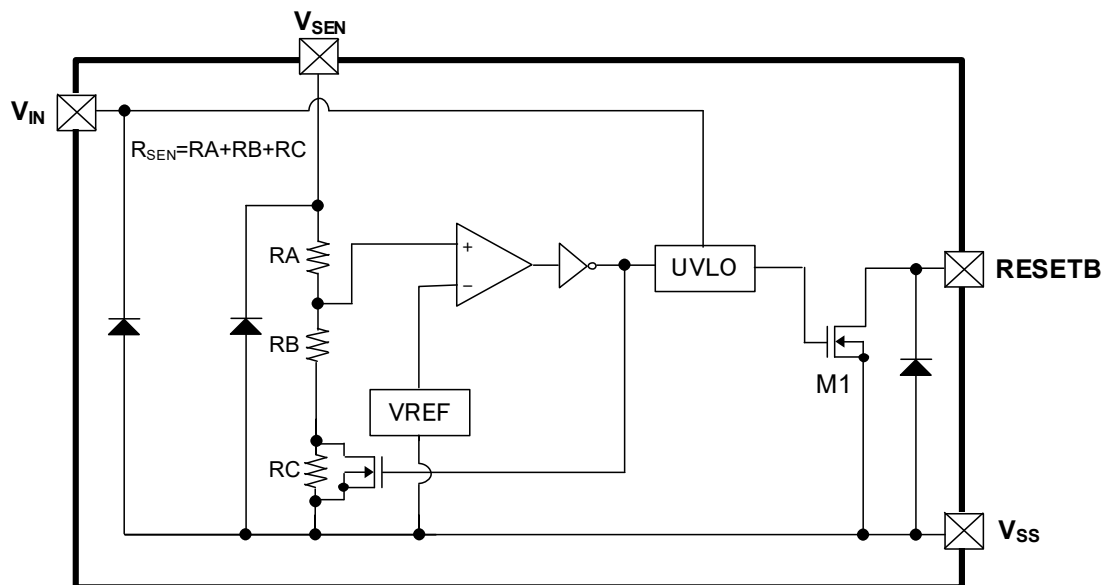 VSEN
VIN
RSEN=RA+RB+RC
RA
+
−
UVLO
RESETB
RB
M1
VREF
RC
VSS